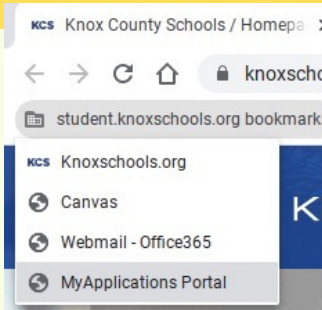 KCS Knox County Schools / Homepa
knoxscho
student.knoxschools.org bookmark
KCS Knoxschools.org
Canvas
K
Webmail - Office365
MyApplications Portal